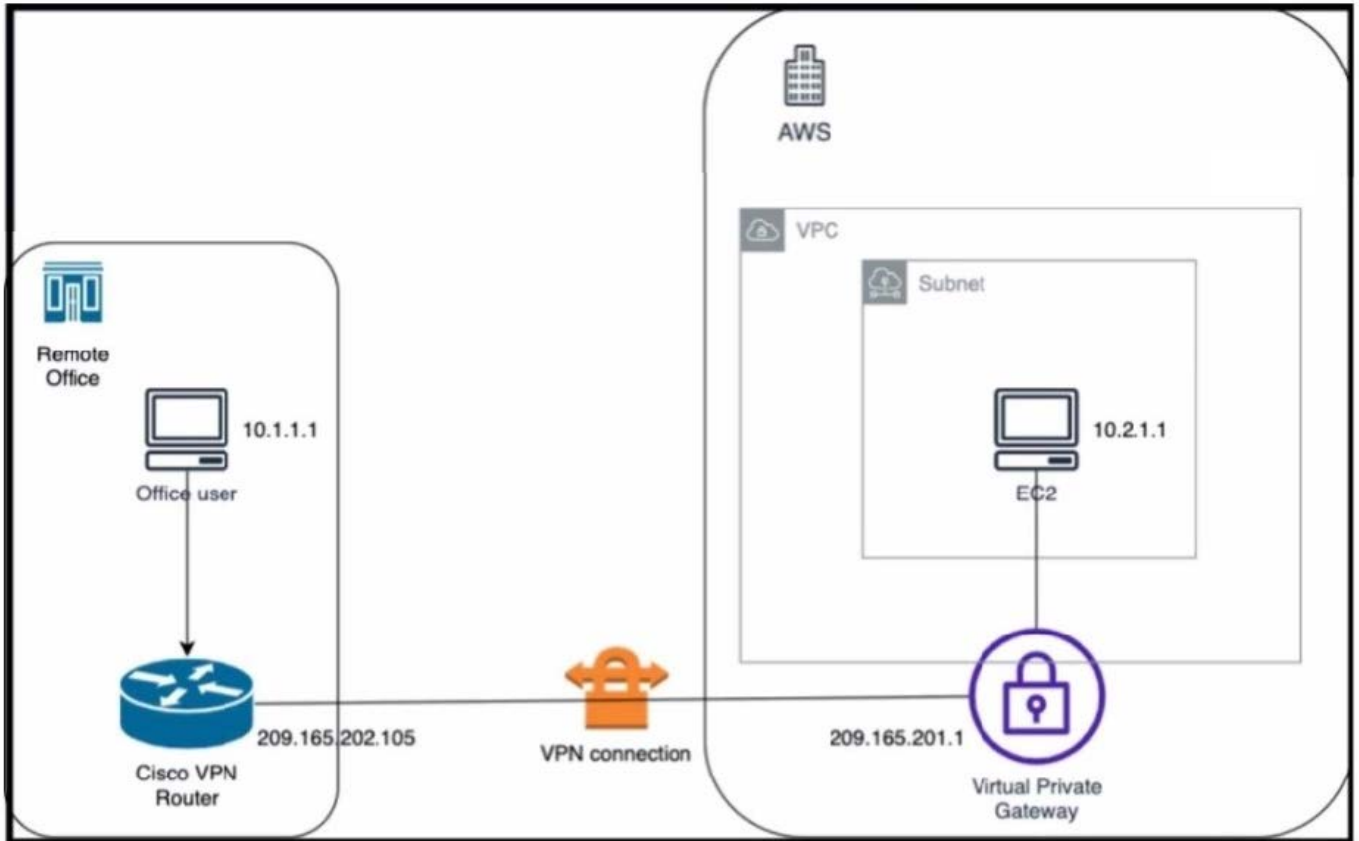 AWS
VPC
Subnet
Remote
Office
10.1.1.1
Office user
10.2.1.1
EC2
209.165.202.105
Cisco VPN
Router
VPN connection
209.165.201.1
Virtual Private
Gateway